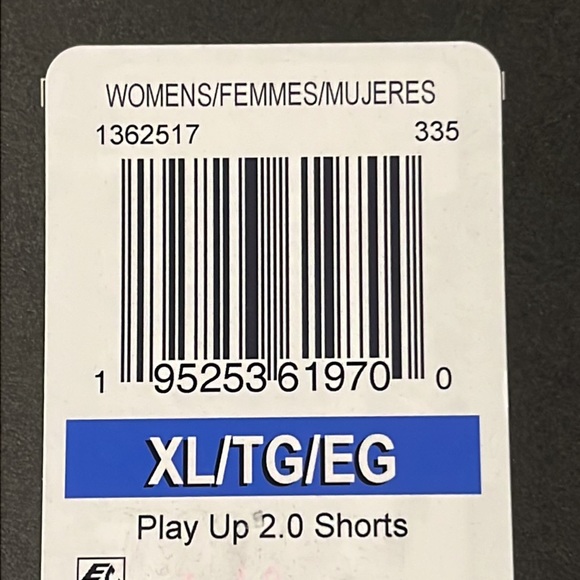 WOMENS/FEMMES/MUJERES
1362517 335
1 95253 61970 0
XL/TG/EG
Play Up 2.0 Shorts